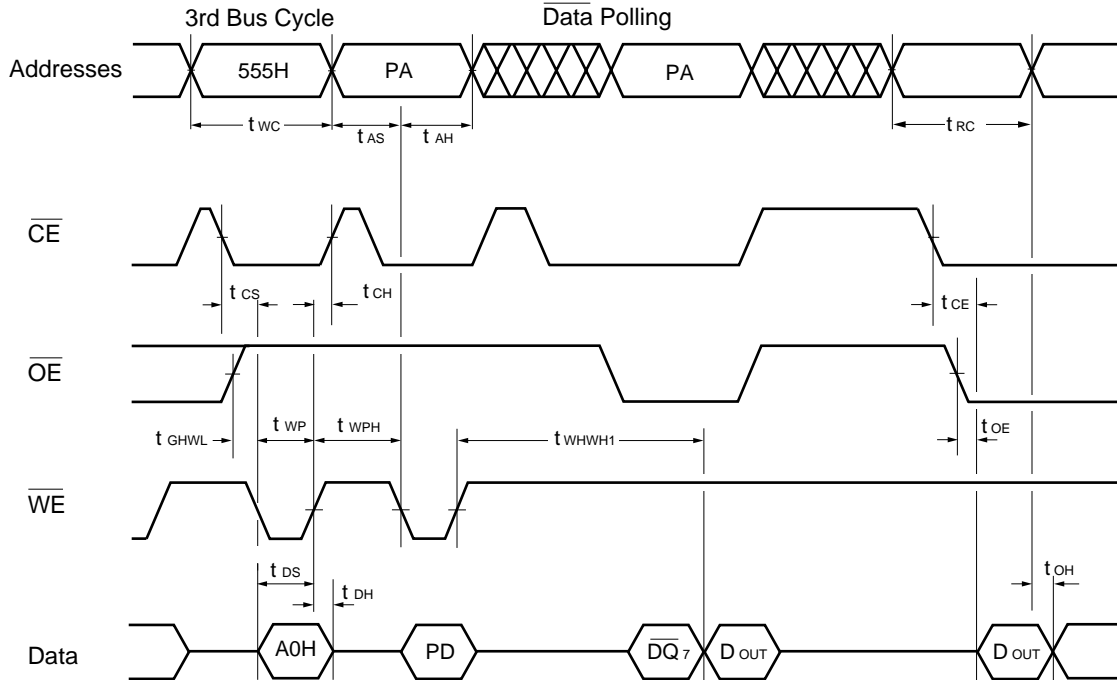 3rd Bus Cycle
Data Polling
Addresses
555H
PA
PA
t WC
t AS
t AH
t RC
CE
t CS
t CH
t CE
OE
t GHWL
t WP
t WPH
t WHWH1
t OE
WE
t DS
t DH
t OH
Data
A0H
PD
DQ 7
D OUT
D OUT